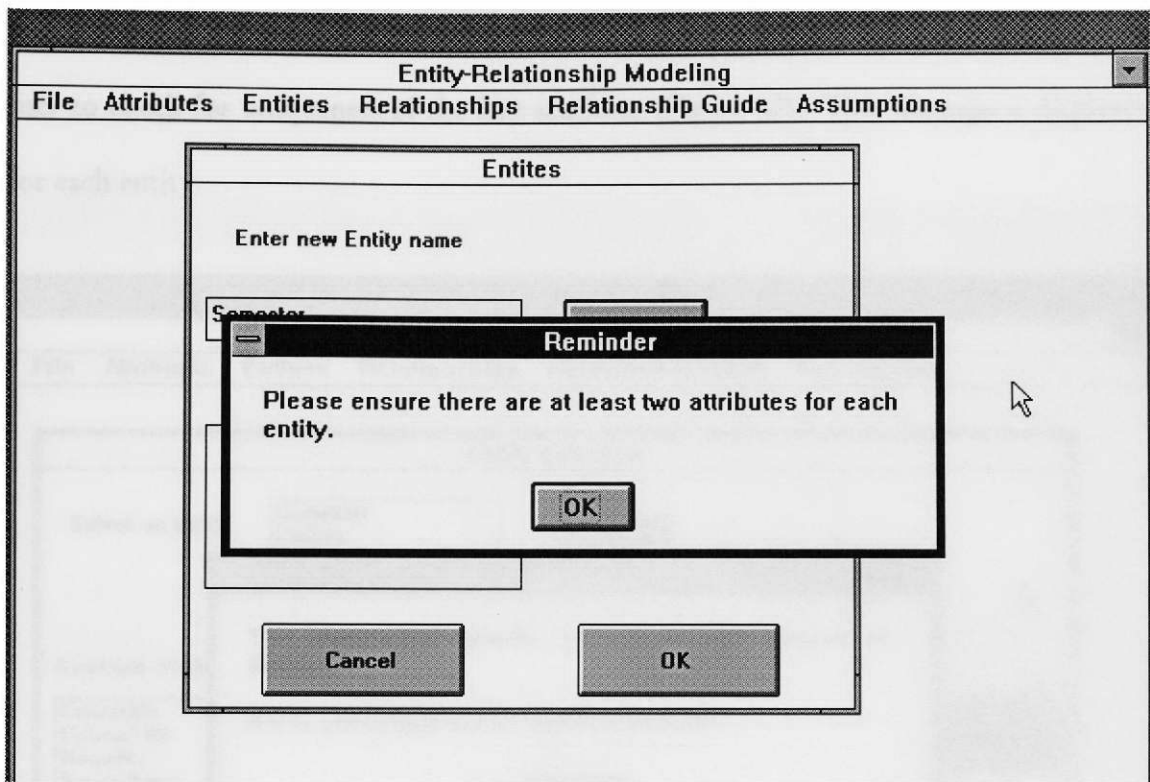 Entity-Relationship Modeling
File Attributes Entities Relationships Relationship Guide Assumptions
Entites
Enter new Entity name
Semester
Reminder
Please ensure there are at least two attributes for each
entity.
OK
Cancel OK